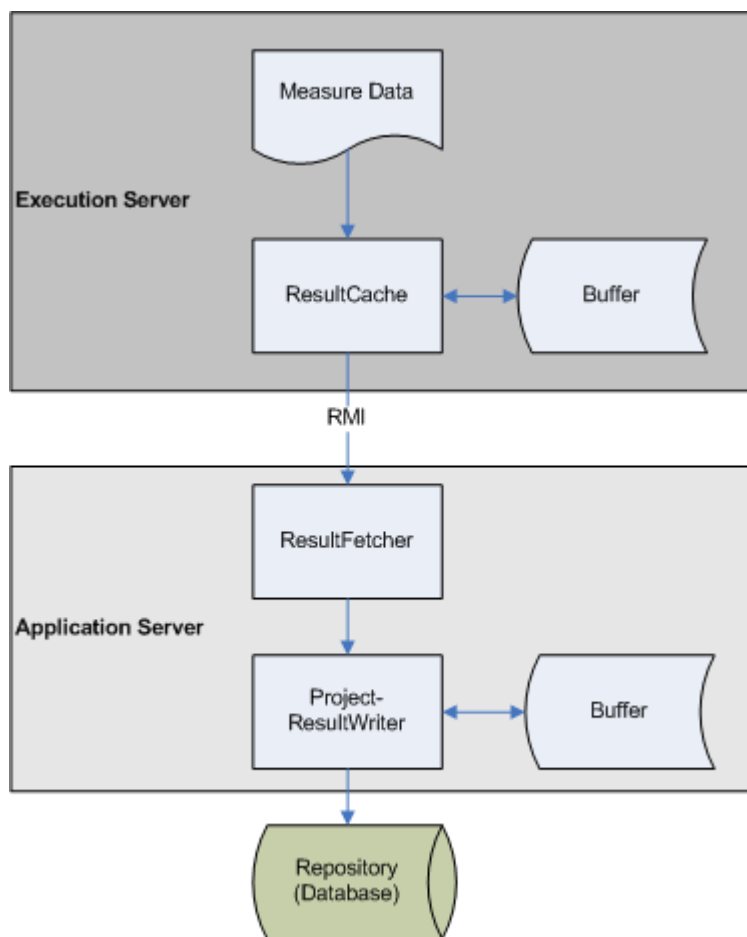 Measure Data
Execution Server
ResultCache
Buffer
RMI
ResultFetcher
Application Server
Project-
ResultWriter
Buffer
Repository
(Database)